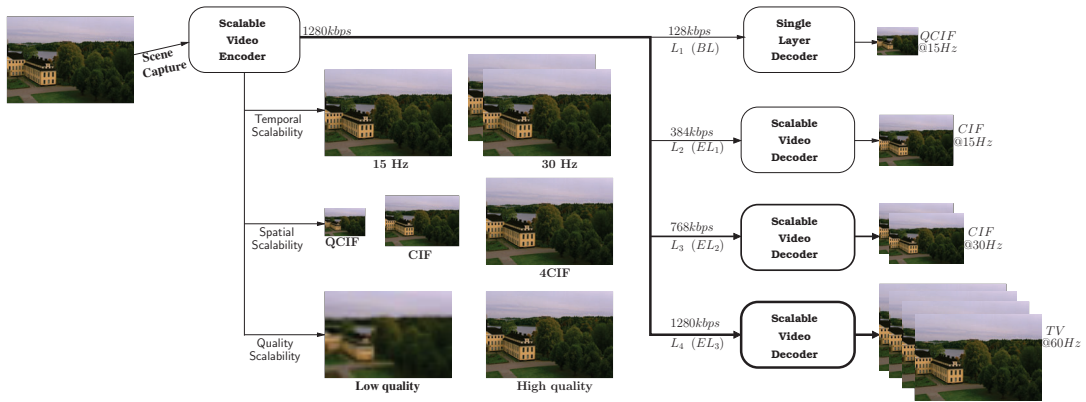 Scene
Capture
Scalable
Video
Encoder
1280kbps
Temporal
Scalability
15 Hz
30 Hz
Spatial
Scalability
QCIF
CIF
4CIF
Quality
Scalability
Low quality
High quality
128kbps
L₁ (BL)
Single
Layer
Decoder
QCIF
@15Hz
384kbps
L₂ (EL₁)
Scalable
Video
Decoder
CIF
@15Hz
768kbps
L₃ (EL₂)
Scalable
Video
Decoder
CIF
@30Hz
1280kbps
L₄ (EL₃)
Scalable
Video
Decoder
TV
@60Hz